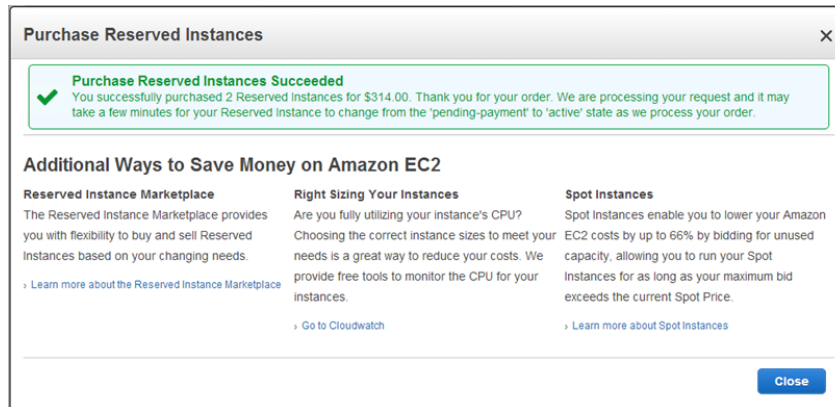 Purchase Reserved Instances
×
Purchase Reserved Instances Succeeded
You successfully purchased 2 Reserved Instances for $314.00. Thank you for your order. We are processing your request and it may
take a few minutes for your Reserved Instance to change from the 'pending-payment' to 'active' state as we process your order.
Additional Ways to Save Money on Amazon EC2
Reserved Instance Marketplace
The Reserved Instance Marketplace provides
you with flexibility to buy and sell Reserved
Instances based on your changing needs.
› Learn more about the Reserved Instance Marketplace
Right Sizing Your Instances
Are you fully utilizing your instance's CPU?
Choosing the correct instance sizes to meet your
needs is a great way to reduce your costs. We
provide free tools to monitor the CPU for your
instances.
› Go to Cloudwatch
Spot Instances
Spot Instances enable you to lower your Amazon
EC2 costs by up to 66% by bidding for unused
capacity, allowing you to run your Spot
Instances for as long as your maximum bid
exceeds the current Spot Price.
› Learn more about Spot Instances
Close